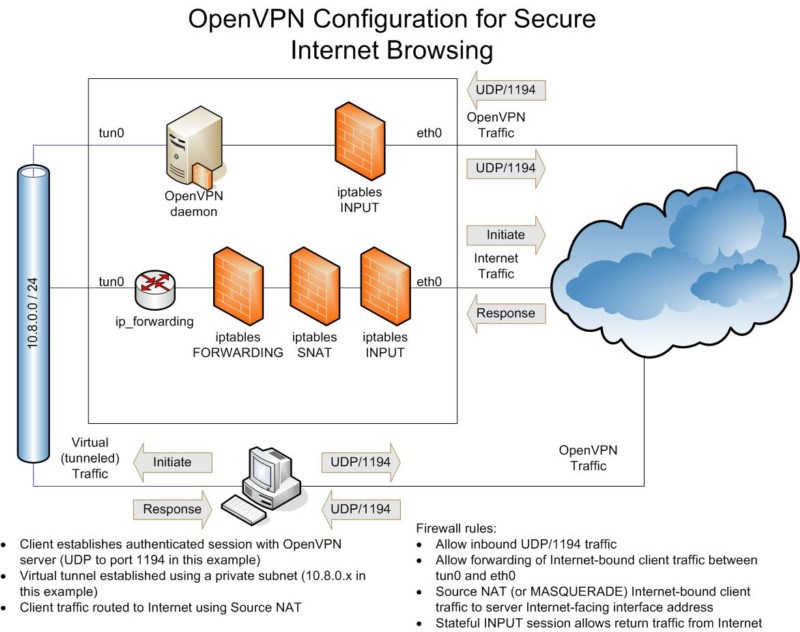 OpenVPN Configuration for Secure
Internet Browsing
UDP/1194
OpenVPN
Traffic
UDP/1194
tun0
eth0
OpenVPN
daemon
iptables
INPUT
Initiate
Internet
Traffic
Response
10.8.0.0 / 24
tun0
eth0
ip_forwarding
iptables
FORWARDING
iptables
SNAT
iptables
INPUT
Virtual
(tunneled)
Traffic
Initiate
UDP/1194
OpenVPN
Traffic
Response
UDP/1194
• Client establishes authenticated session with OpenVPN
server (UDP to port 1194 in this example)
• Virtual tunnel established using a private subnet (10.8.0.x in
this example)
• Client traffic routed to Internet using Source NAT
Firewall rules:
• Allow inbound UDP/1194 traffic
• Allow forwarding of Internet-bound client traffic between
tun0 and eth0
• Source NAT (or MASQUERADE) Internet-bound client
traffic to server Internet-facing interface address
• Stateful INPUT session allows return traffic from Internet